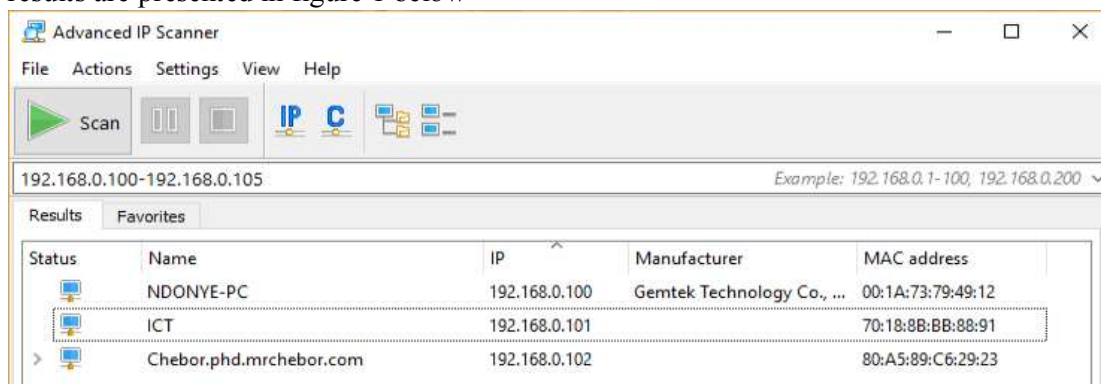 results are presented in figure 1 below
Advanced IP Scanner
File Actions Settings View Help
Scan IP C
192.168.0.100-192.168.0.105 Example: 192.168.0.1-100, 192.168.0.200
Results Favorites
Status Name IP Manufacturer MAC address
NDONYE-PC 192.168.0.100 Gemtek Technology Co., ... 00:1A:73:79:49:12
ICT 192.168.0.101 70:18:8B:BB:88:91
Chebor.phd.mrchebor.com 192.168.0.102 80:A5:89:C6:29:23